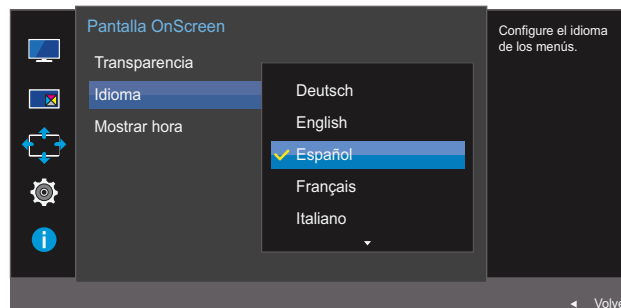 Pantalla OnScreen
Transparencia
Idioma
Mostrar hora
Deutsch
English
Español
Français
Italiano
Configure el idioma
de los menús.
i